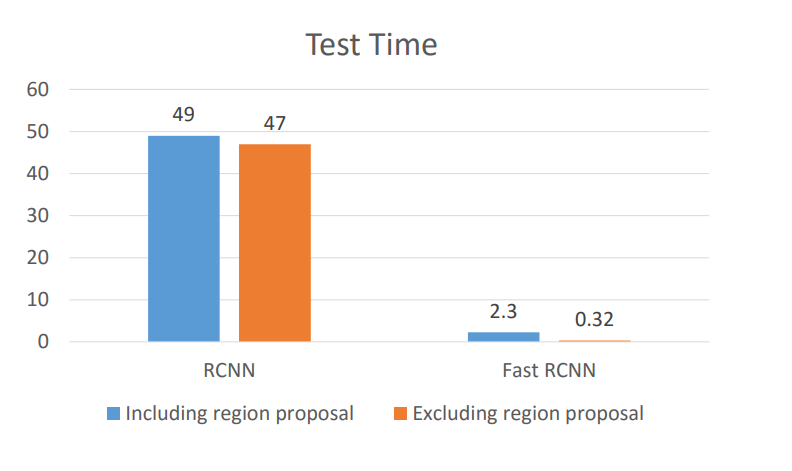 Test Time
60
50
40
30
20
10
0
49
47
2.3
0.32
RCNN
Fast RCNN
Including region proposal
Excluding region proposal